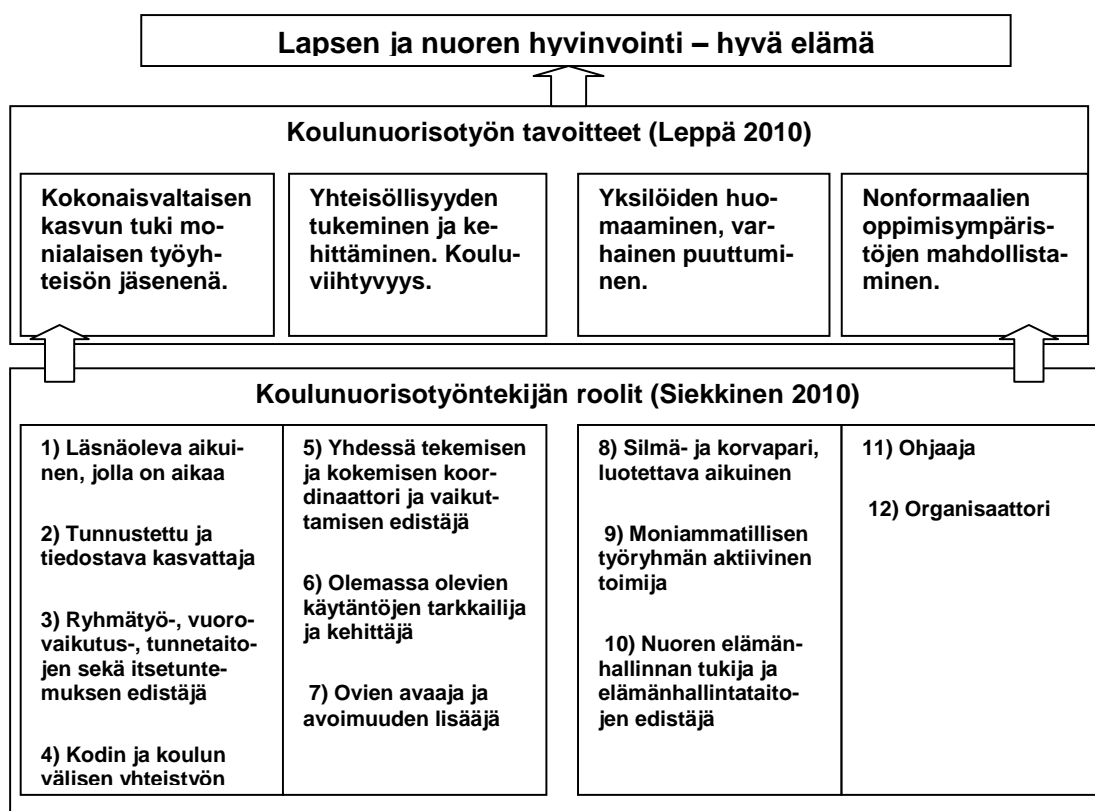 Lapsen ja nuoren hyvinvointi – hyvä elämä
Koulunuorisotyön tavoitteet (Leppä 2010)
Kokonaisvaltaisen
kasvun tuki mo-
nialaisen työyh-
teisön jäsenenä.
Yhteisöllisyyden
tukeminen ja ke-
hittäminen. Koulu-
viihtyvyys.
Yksilöiden huo-
maaminen, var-
hainen puuttumi-
nen.
Nonformaalien
oppimisympäris-
töjen mahdollista-
minen.
Koulunuorisotyöntekijän roolit (Siekkinen 2010)
1) Läsnäoleva aikui-
nen, jolla on aikaa
2) Tunnustettu ja
tiedostava kasvattaja
3) Ryhmätyö-, vuoro-
vaikutus-, tunnetaito-
jen sekä itsetunte-
muksen edistäjä
4) Kodin ja koulun
välisen yhteistyön
5) Yhdessä tekemisen
ja kokemisen koor-
dinaattori ja vaikut-
tamisen edistäjä
6) Olemassa olevien
käytäntöjen tarkkailija
ja kehittäjä
7) Ovien avaaja ja
avoimuuden lisääjä
8) Silmä- ja korvapari,
luotettava aikuinen
9) Moniammatillisen
työryhmän aktiivinen
toimija
10) Nuoren elämän-
hallinnan tukija ja
elämänhallintataito-
jen edistäjä
11) Ohjaaja
12) Organisaattori